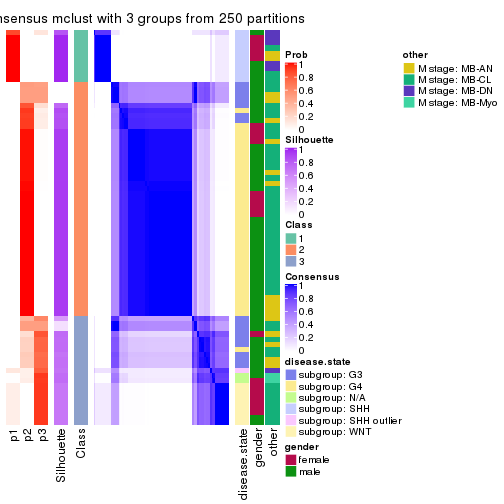 nsensus mclust with 3 groups from 250 partitions
Prob
1
0.8
0.6
0.4
0.2
0
Silhouette
1
0.8
0.6
0.4
0.2
0
Class
1
2
3
Consensus
1
0.8
0.6
0.4
0.2
0
disease.state
subgroup: G3
subgroup: G4
subgroup: N/A
subgroup: SHH
subgroup: SHH outlier
subgroup: WNT
gender
female
male
other
M stage: MB-AN
M stage: MB-CL
M stage: MB-DN
M stage: MB-Myo
p1
p2
p3
Silhouette
Class
disease.state
gender
other